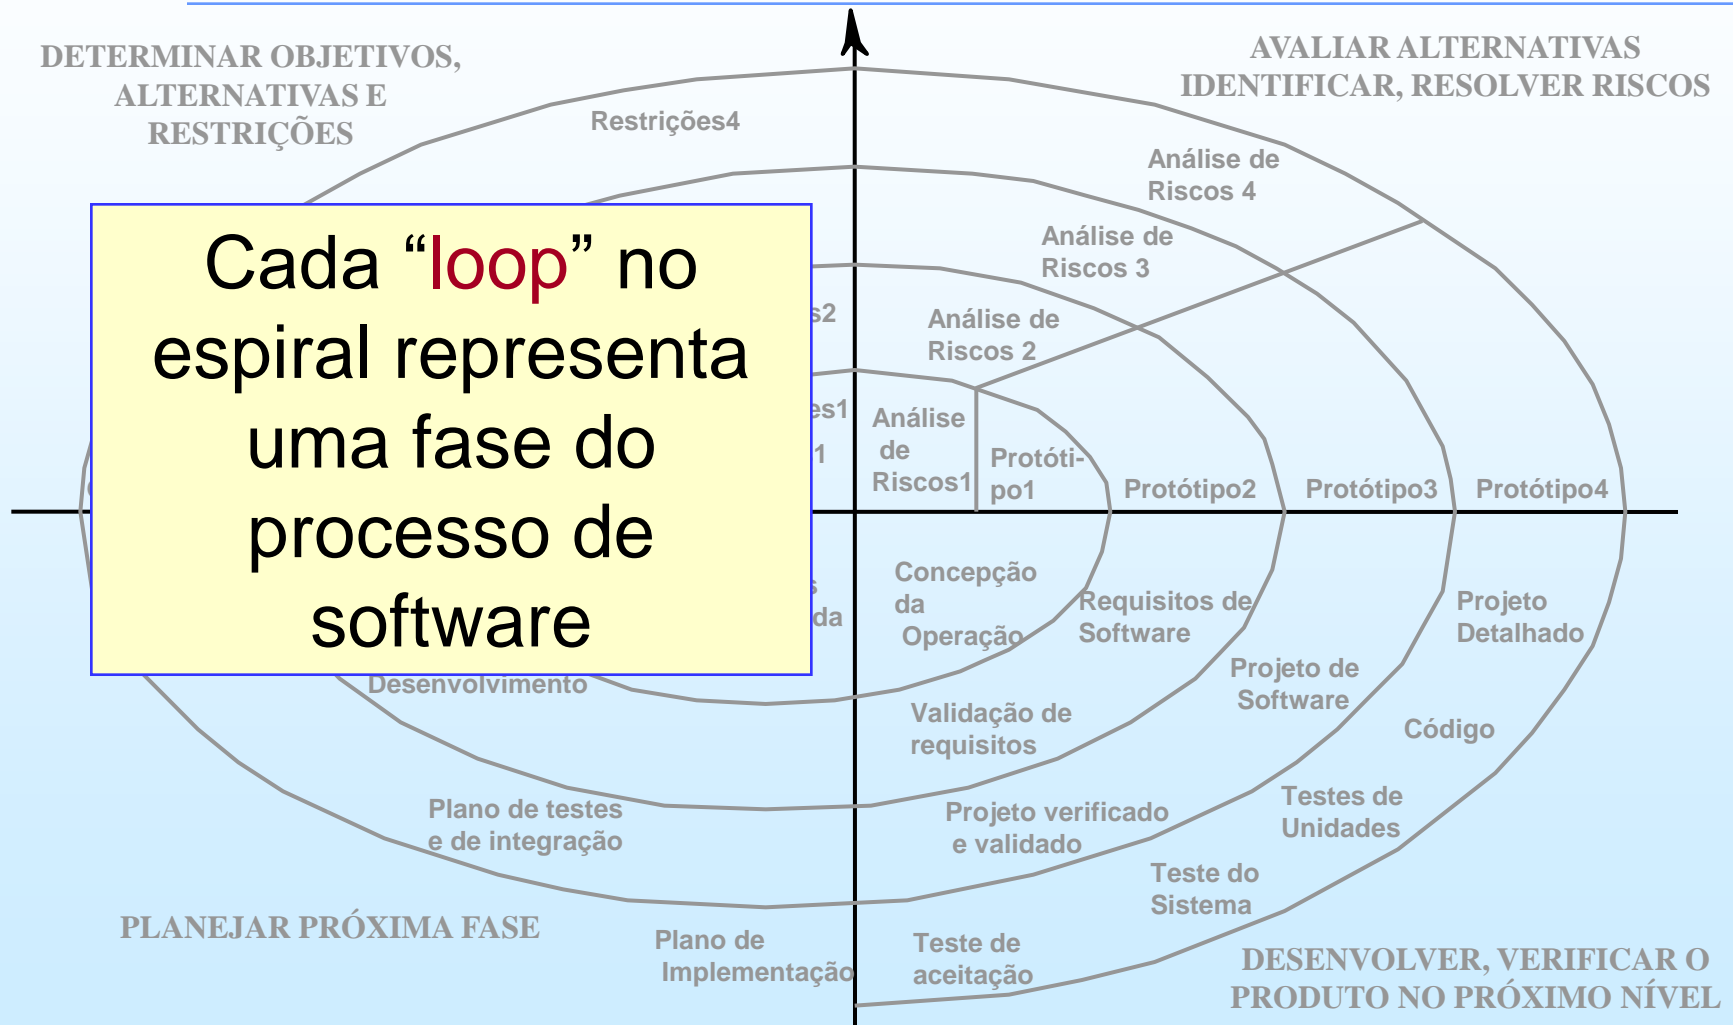 DETERMINAR OBJETIVOS,
ALTERNATIVAS E
RESTRIÇÕES
AVALIAR ALTERNATIVAS
IDENTIFICAR, RESOLVER RISCOS
Restrições4
Análise de
Riscos 4
Análise de
Riscos 3
Análise de
Riscos 2
Análise
de
Riscos1
Protóti-
po1
Protótipo2
Protótipo3
Protótipo4
Cada “loop” no
espiral representa
uma fase do
processo de
software
Concepção
da
Operação
Requisitos de
Software
Projeto
Detalhado
Projeto de
Software
Desenvolvimento
Validação de
requisitos
Código
Plano de testes
e de integração
Projeto verificado
e validado
Testes de
Unidades
Teste do
Sistema
PLANEJAR PRÓXIMA FASE
Plano de
Implementação
Teste de
aceitação
DESENVOLVER, VERIFICAR O
PRODUTO NO PRÓXIMO NÍVEL